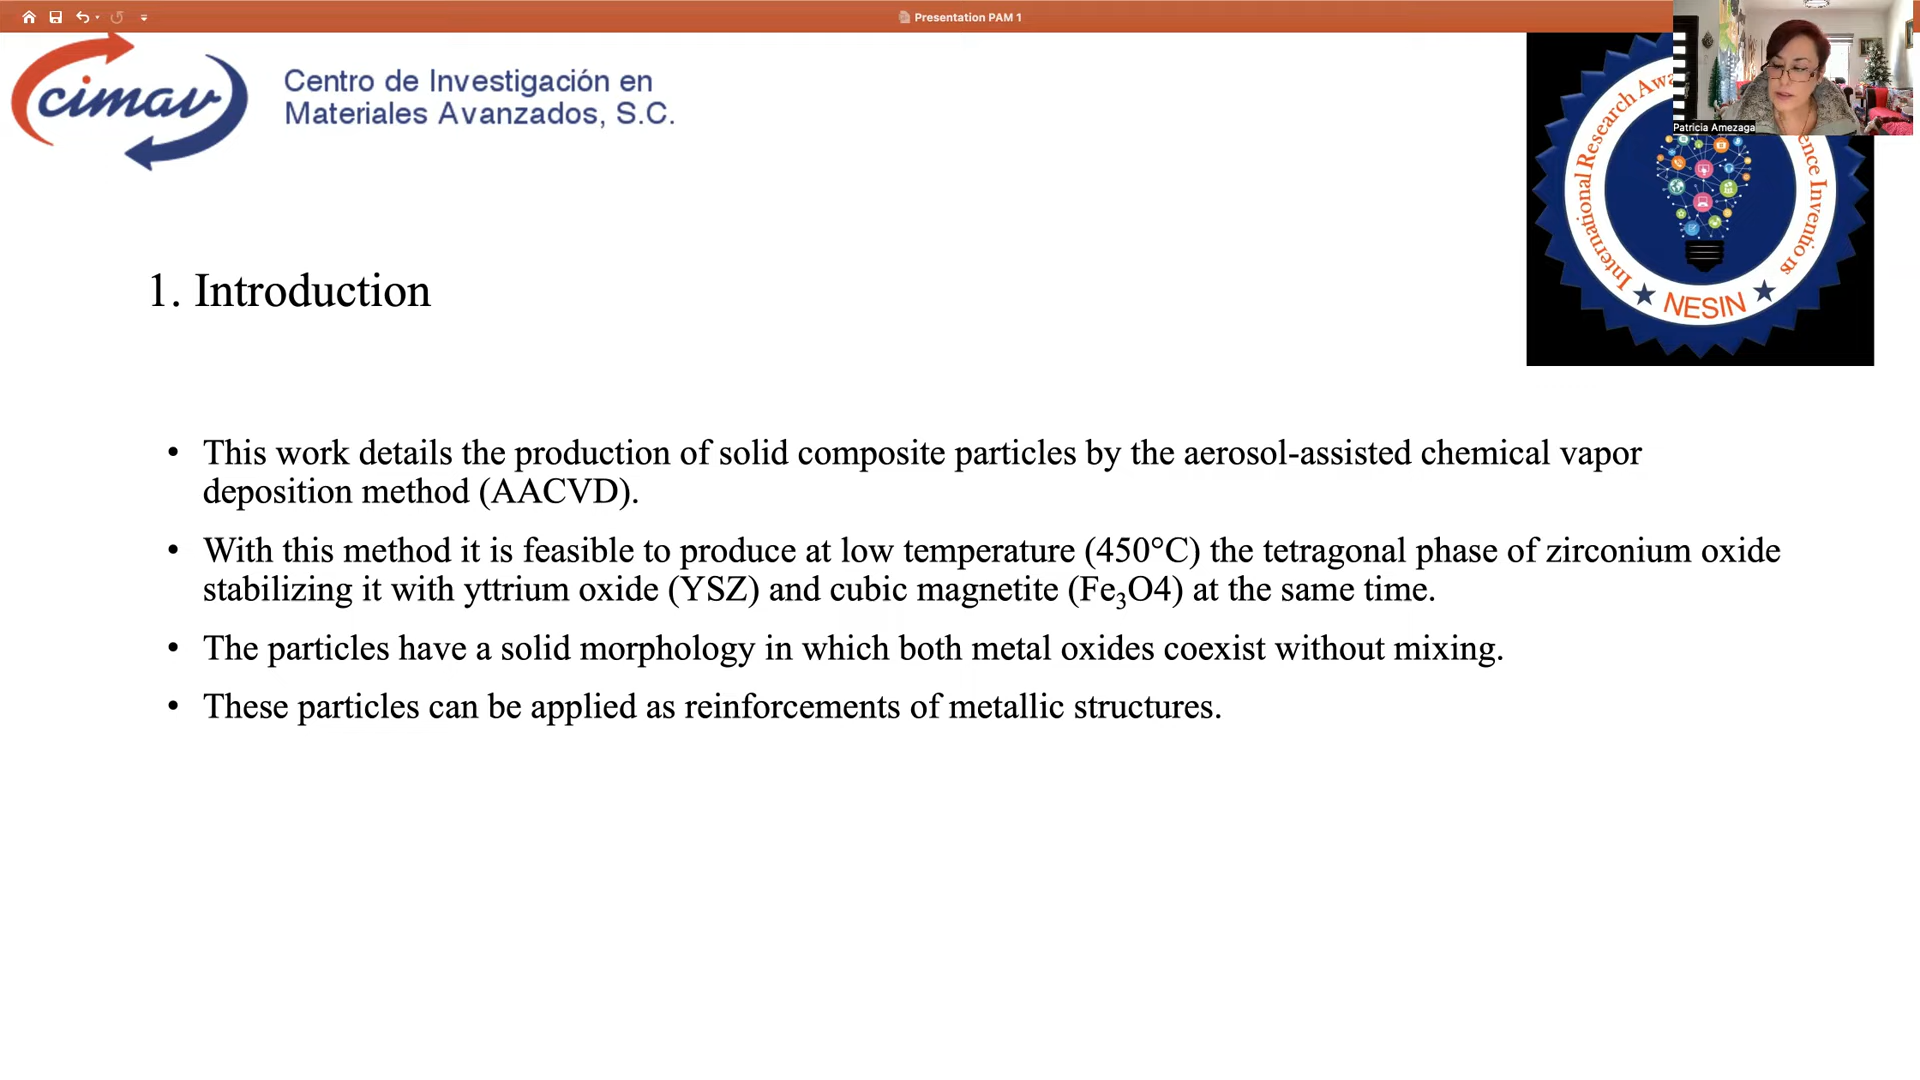 Presentation PAM 1
cimav
Centro de Investigación en
Materiales Avanzados, S.C.
Patricia Amezaga
International Research Awa
ence Inventions
★ NESIN ★
1. Introduction
• This work details the production of solid composite particles by the aerosol-assisted chemical vapor
deposition method (AACVD).
• With this method it is feasible to produce at low temperature (450°C) the tetragonal phase of zirconium oxide
stabilizing it with yttrium oxide (YSZ) and cubic magnetite (Fe₃O4) at the same time.
• The particles have a solid morphology in which both metal oxides coexist without mixing.
• These particles can be applied as reinforcements of metallic structures.